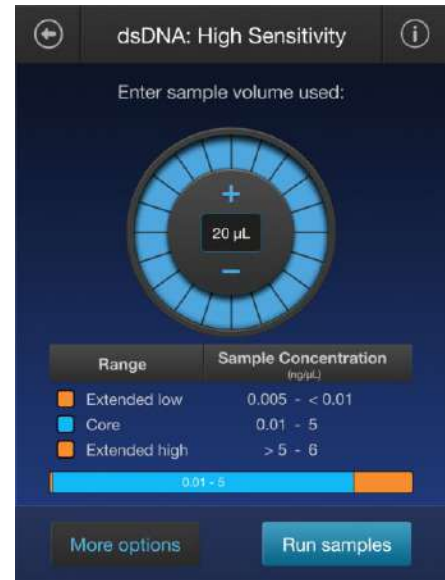 dsDNA: High Sensitivity
i
Enter sample volume used:
+
20 µL
−
Range Sample Concentration
(ng/µL)
Extended low 0.005 - < 0.01
Core 0.01 - 5
Extended high > 5 - 6
0.01 - 5
More options Run samples